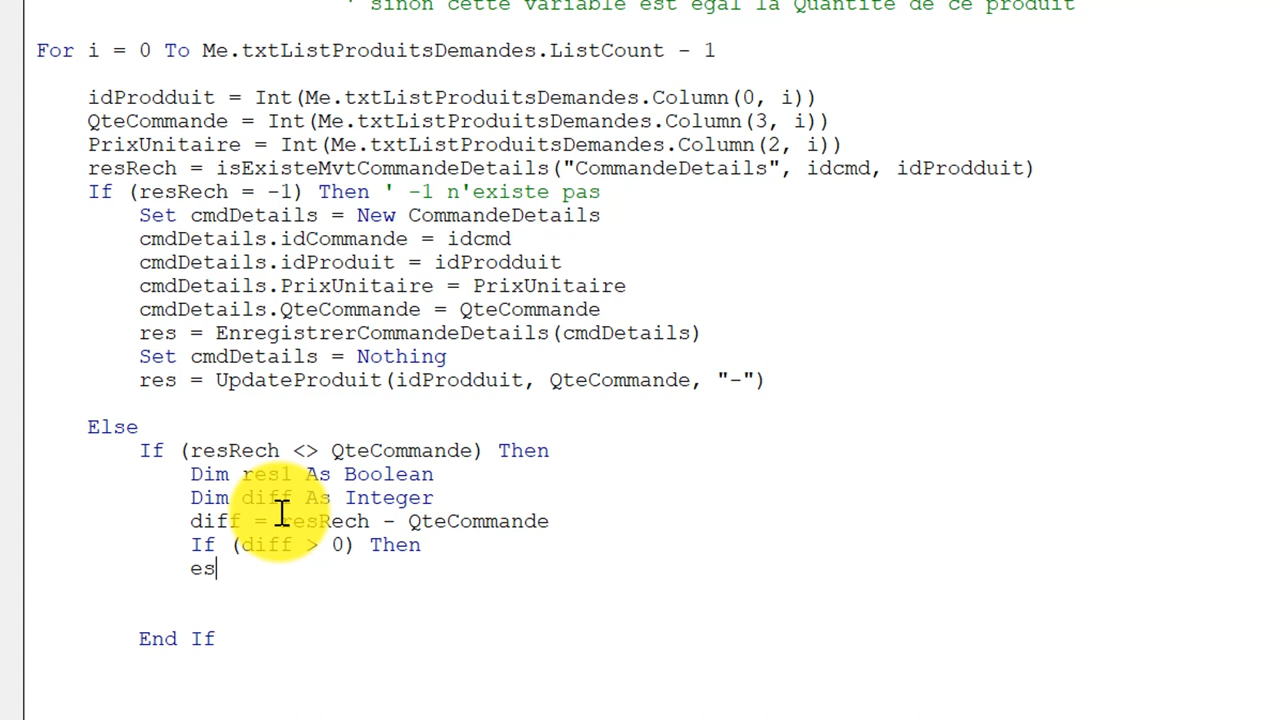 ' sinon cette variable est egal la Quantite de ce produit
For i = 0 To Me.txtListProduitsDemandes.ListCount - 1
idProdduit = Int(Me.txtListProduitsDemandes.Column(0, i))
QteCommande = Int(Me.txtListProduitsDemandes.Column(3, i))
PrixUnitaire = Int(Me.txtListProduitsDemandes.Column(2, i))
resRech = isExisteMvtCommandeDetails("CommandeDetails", idcmd, idProdduit)
If (resRech = -1) Then ' -1 n'existe pas
Set cmdDetails = New CommandeDetails
cmdDetails.idCommande = idcmd
cmdDetails.idProduit = idProdduit
cmdDetails.PrixUnitaire = PrixUnitaire
cmdDetails.QteCommande = QteCommande
res = EnregistrerCommandeDetails(cmdDetails)
Set cmdDetails = Nothing
res = UpdateProduit(idProdduit, QteCommande, "-")
Else
If (resRech <> QteCommande) Then
Dim res1 As Boolean
Dim diff As Integer
diff = resRech - QteCommande
If (diff > 0) Then
es
End If